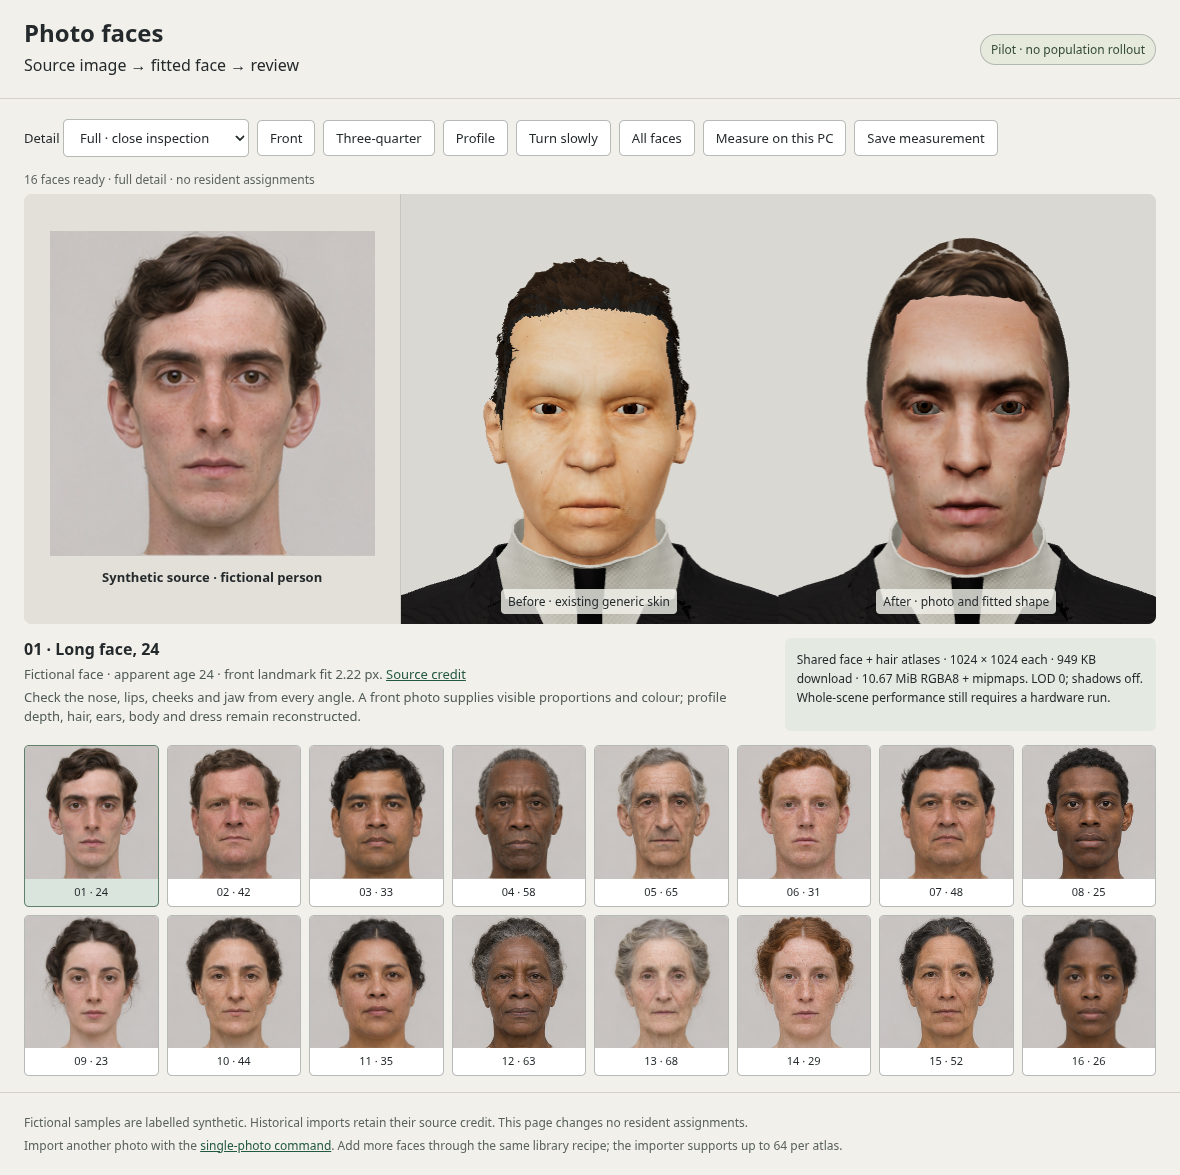 Photo faces
Source image → fitted face → review
Pilot · no population rollout
Detail
Full · close inspection
Front
Three-quarter
Profile
Turn slowly
All faces
Measure on this PC
Save measurement
16 faces ready · full detail · no resident assignments
Synthetic source · fictional person
Before · existing generic skin
After · photo and fitted shape
01 · Long face, 24
Fictional face · apparent age 24 · front landmark fit 2.22 px. Source credit
Check the nose, lips, cheeks and jaw from every angle. A front photo supplies visible proportions and colour; profile
depth, hair, ears, body and dress remain reconstructed.
Shared face + hair atlases · 1024 × 1024 each · 949 KB
download · 10.67 MiB RGBA8 + mipmaps. LOD 0; shadows off.
Whole-scene performance still requires a hardware run.
01 · 24
02 · 42
03 · 33
04 · 58
05 · 65
06 · 31
07 · 48
08 · 25
09 · 23
10 · 44
11 · 35
12 · 63
13 · 68
14 · 29
15 · 52
16 · 26
Fictional samples are labelled synthetic. Historical imports retain their source credit. This page changes no resident assignments.
Import another photo with the single-photo command. Add more faces through the same library recipe; the importer supports up to 64 per atlas.